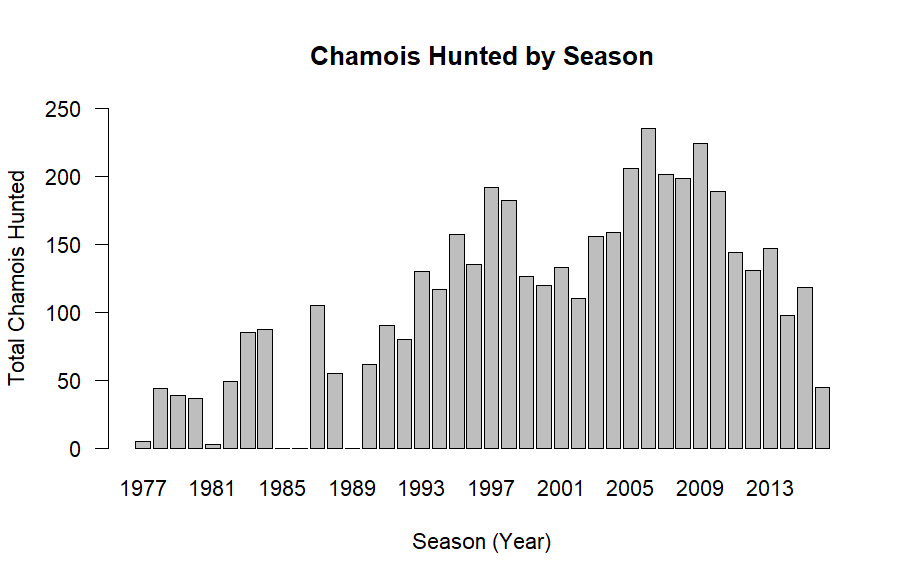 Chamois Hunted by Season
Total Chamois Hunted
250
200
150
100
50
0
1977 1981 1985 1989 1993 1997 2001 2005 2009 2013
Season (Year)